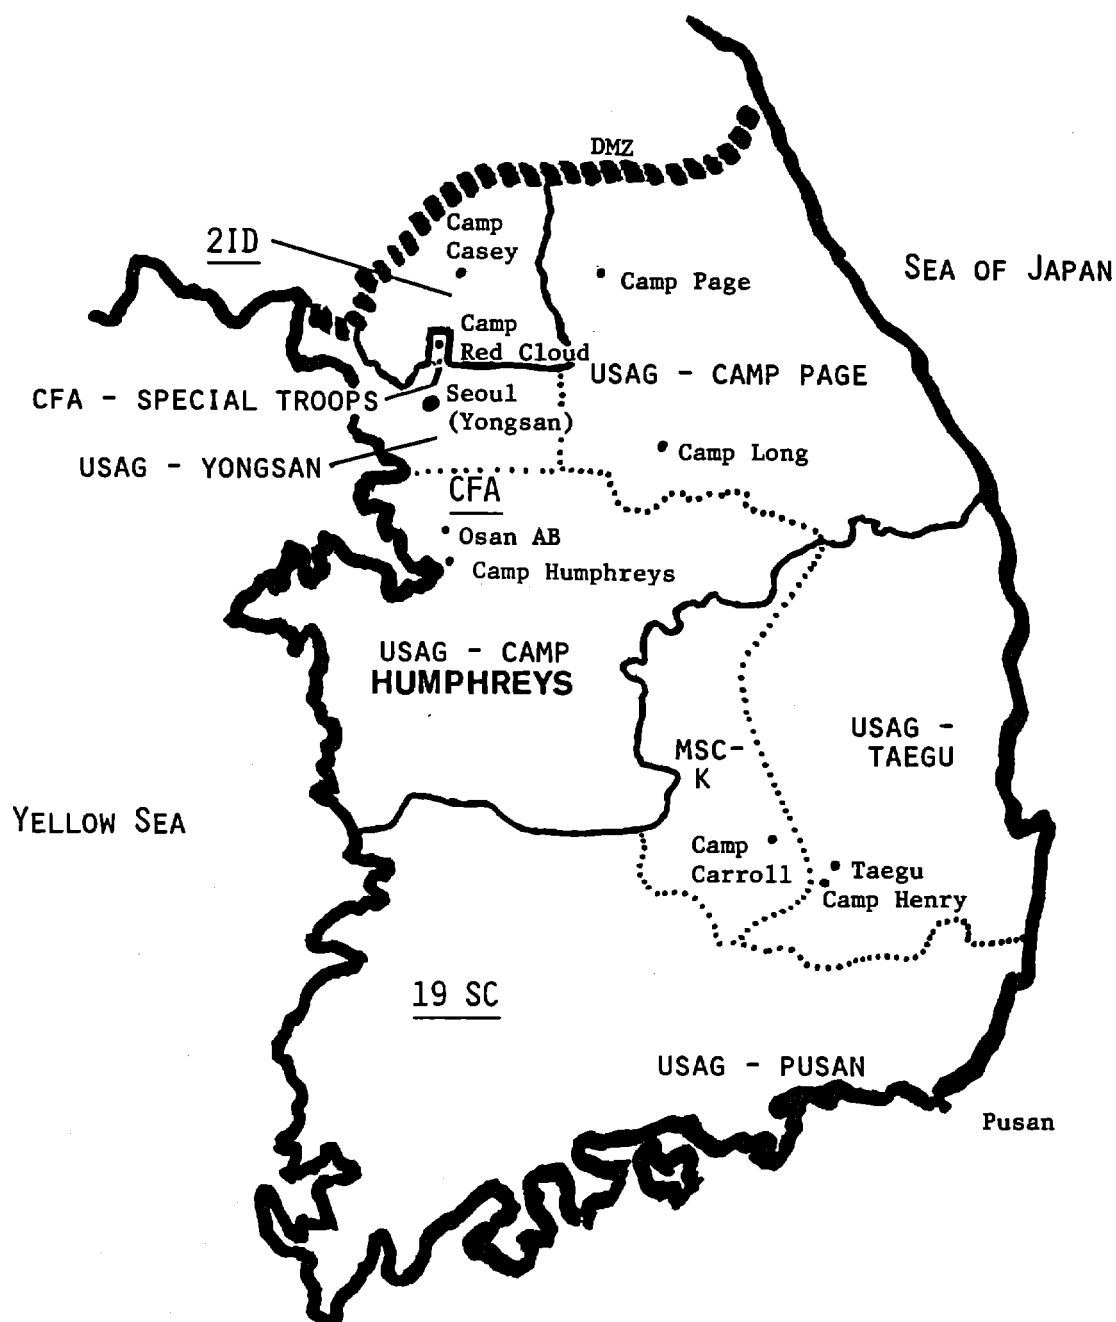 DMZ
Camp
Casey
2ID
Camp Page
SEA OF JAPAN
Camp
Red Cloud
USAG - CAMP PAGE
CFA - SPECIAL TROOPS
Seoul
(Yongsan)
USAG - YONGSAN
Camp Long
CFA
Osan AB
Camp Humphreys
USAG - CAMP
HUMPHREYS
USAG -
TAEGU
MSC-
K
YELLOW SEA
Camp
Carroll
Taegu
Camp Henry
19 SC
USAG - PUSAN
Pusan